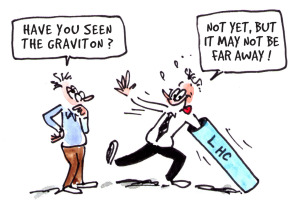 HAVE YOU SEEN
THE GRAVITON?
NOT YET, BUT
IT MAY NOT BE
FAR AWAY!
LHC